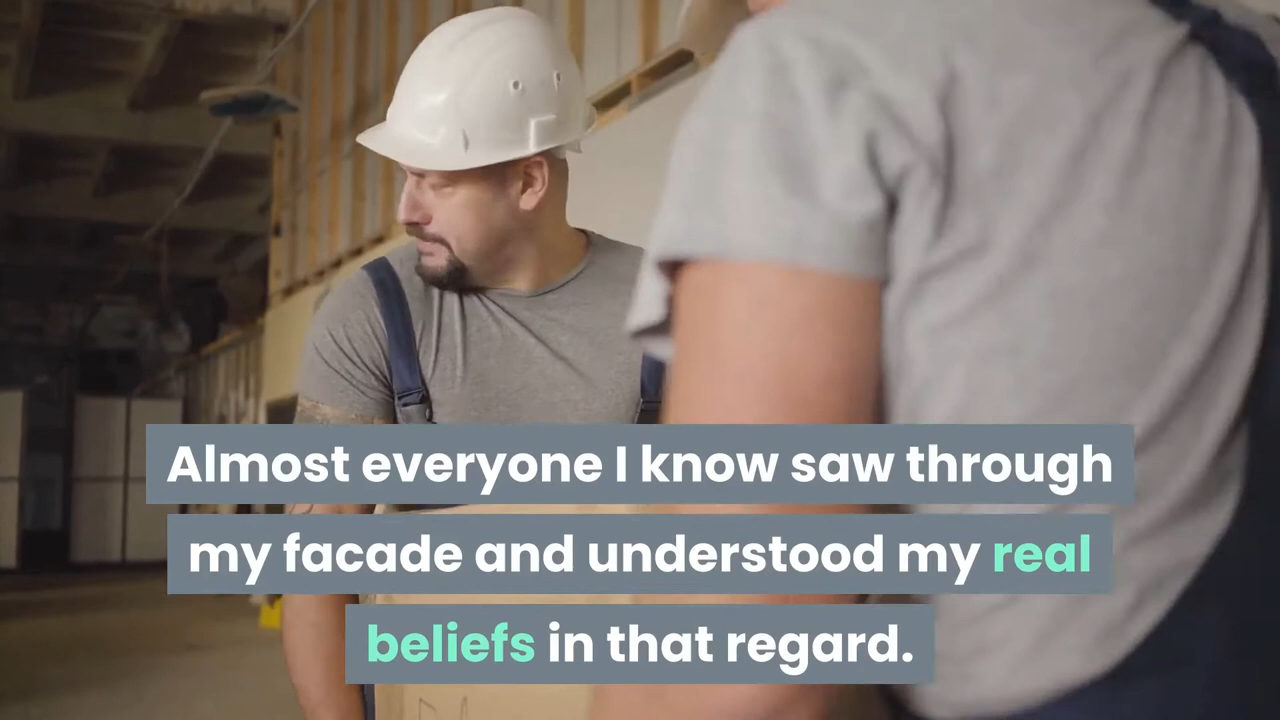 Almost everyone I know saw through
my facade and understood my real
beliefs in that regard.